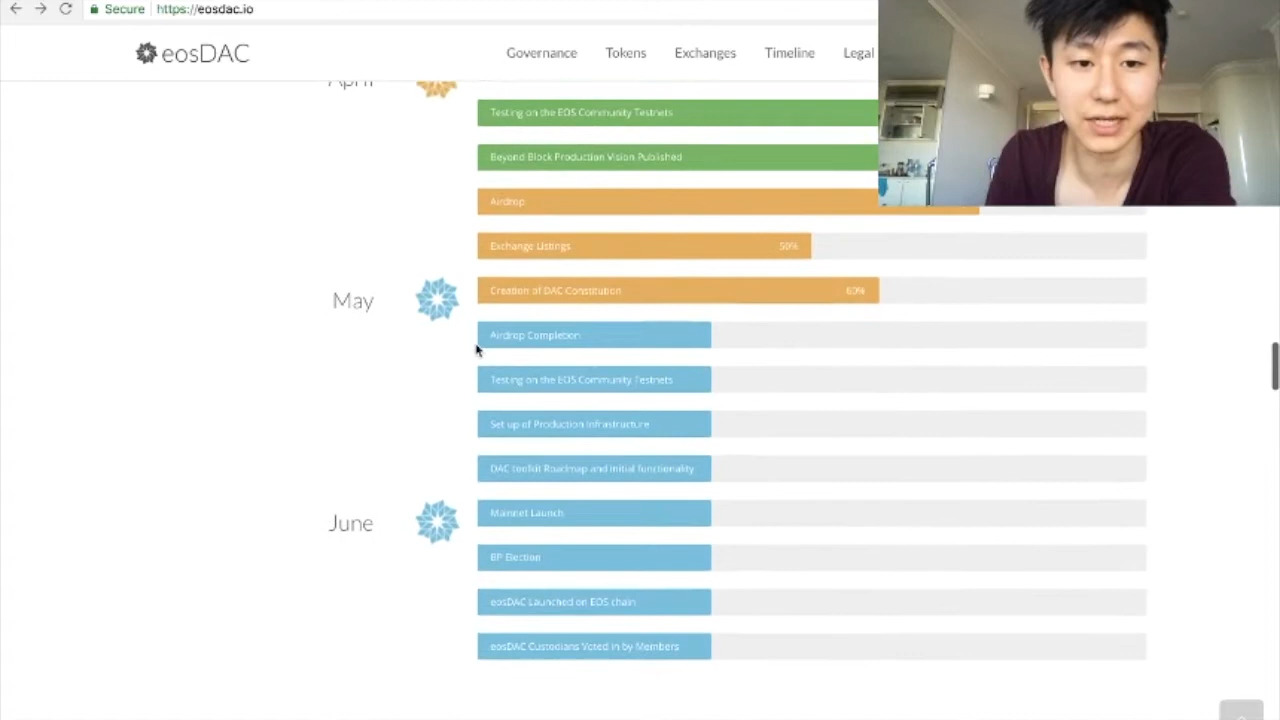 Secure https://eosdac.io
eosDAC
Governance Tokens Exchanges Timeline Legal
April
Testing on the EOS Community Testnets
Beyond Block Production Vision Published
Airdrop
Exchange Listings 50%
Creation of DAC Constitution 60%
May
Airdrop Completion
Testing on the EOS Community Testnets
Set up of Production Infrastructure
DAC toolkit Roadmap and initial functionality
June
Mainnet Launch
BP Election
eosDAC Launched on EOS chain
eosDAC Custodians Voted in by Members